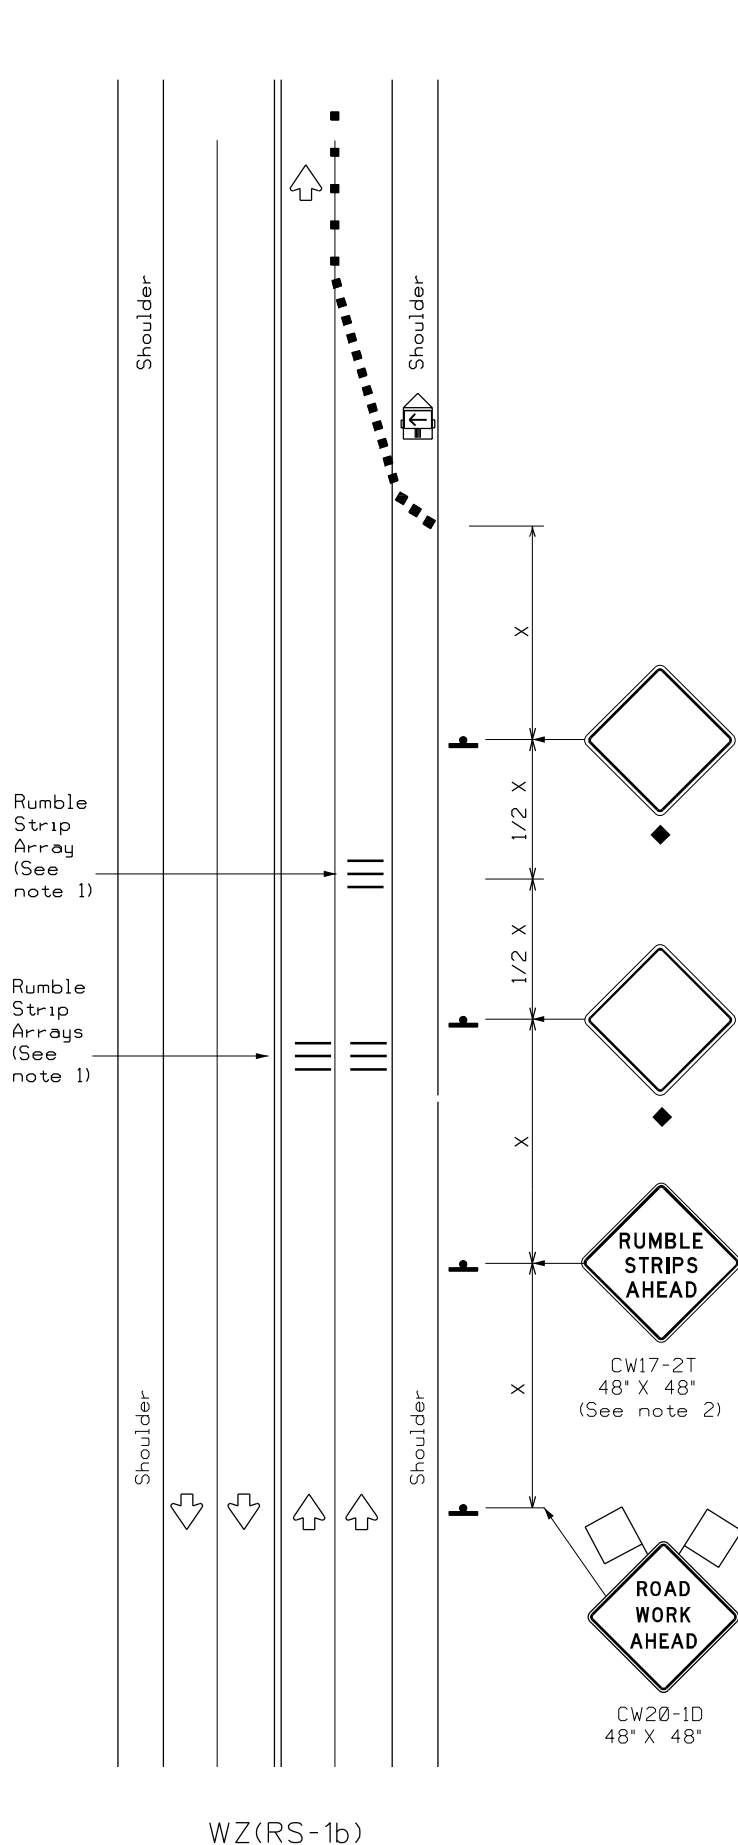 Shoulder
Shoulder
X
1/2 X
Rumble
Strip
Array
(See
note 1)
1/2 X
Rumble
Strip
Arrays
(See
note 1)
X
RUMBLE
STRIPS
AHEAD
CW17-2T
48" X 48"
(See note 2)
X
Shoulder
Shoulder
ROAD
WORK
AHEAD
CW20-1D
48" X 48"
WZ(RS-1b)